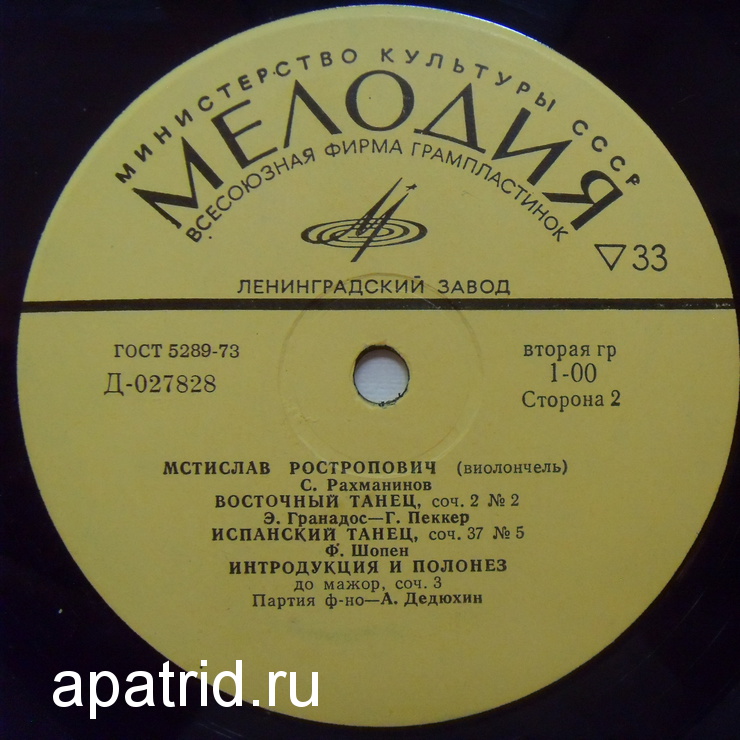 МИНИСТЕРСТВО КУЛЬТУРЫ СССР
МЕЛОДИЯ
ВСЕСОЮЗНАЯ ФИРМА ГРАМПЛАСТИНОК
▽33
ЛЕНИНГРАДСКИЙ ЗАВОД
ГОСТ 5289-73
Д-027828
вторая гр
1-00
Сторона 2
МСТИСЛАВ РОСТРОПОВИЧ (виолончель)
С. Рахманинов
ВОСТОЧНЫЙ ТАНЕЦ, соч. 2 № 2
Э. Гранадос—Г. Пеккер
ИСПАНСКИЙ ТАНЕЦ, соч. 37 № 5
Ф. Шопен
ИНТРОДУКЦИЯ И ПОЛОНЕЗ
до мажор, соч. 3
Партия ф-но—А. Дедюхин
apatrid.ru